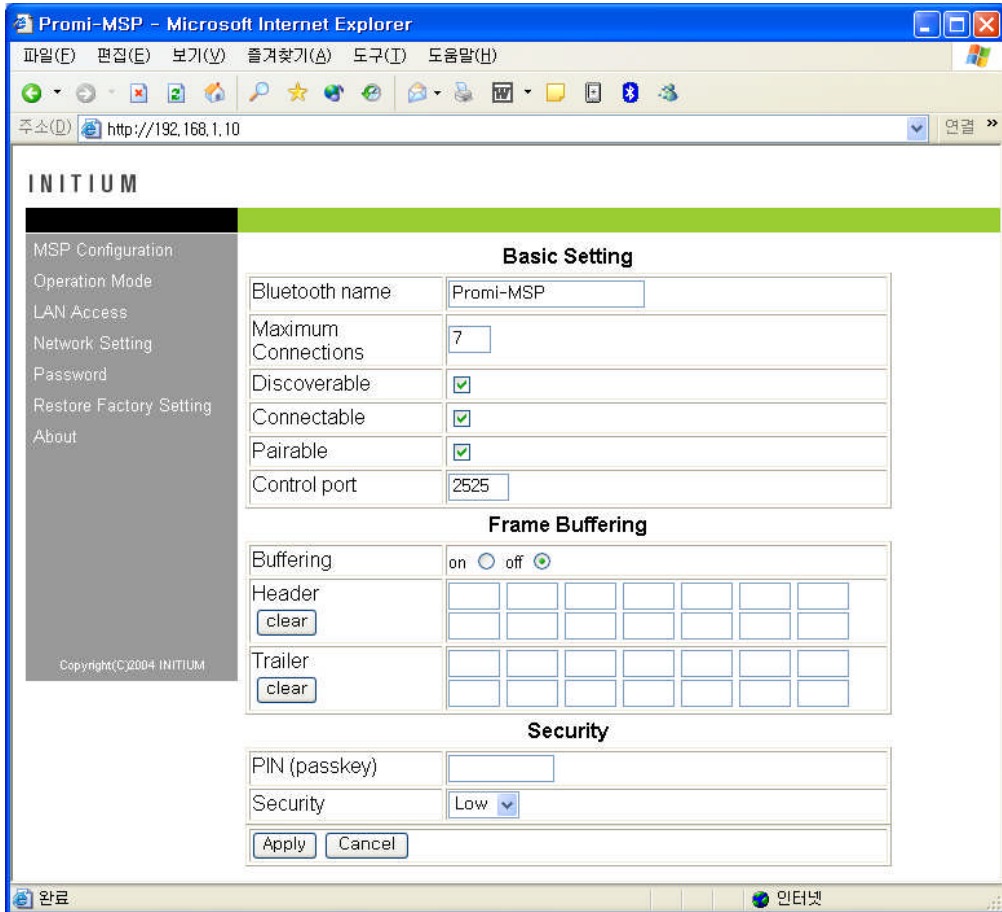 Promi-MSP - Microsoft Internet Explorer
파일(F) 편집(E) 보기(V) 즐겨찾기(A) 도구(T) 도움말(H)
주소(D) http://192,168,1,10 연결 »
INITIUM
MSP Configuration
Operation Mode
LAN Access
Network Setting
Password
Restore Factory Setting
About
Copyright(C)2004 INITIUM
Basic Setting
Bluetooth name Promi-MSP
Maximum
Connections 7
Discoverable
Connectable
Pairable
Control port 2525
Frame Buffering
Buffering on off
Header
clear
Trailer
clear
Security
PIN (passkey)
Security Low
Apply Cancel
완료 인터넷